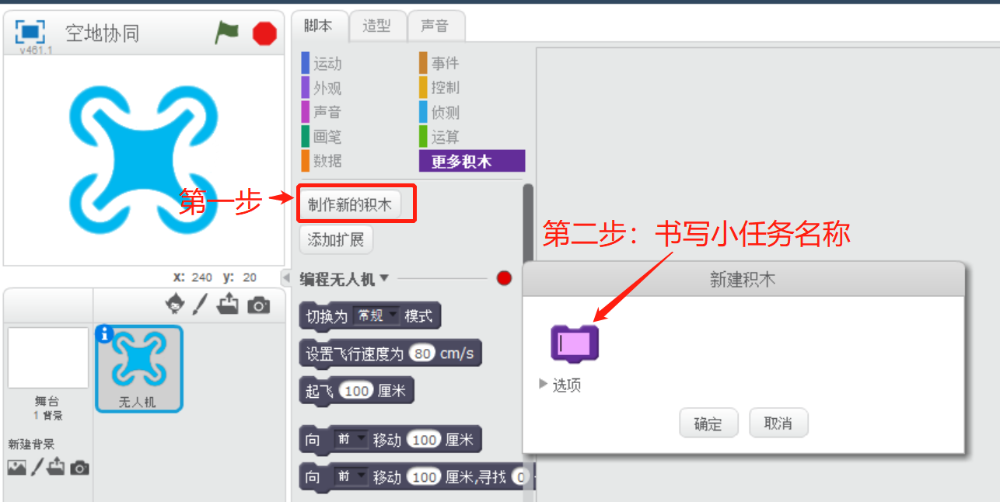 空地协同
v461.1
脚本 造型 声音
运动 事件
外观 控制
声音 侦测
画笔 运算
数据 更多积木
第一步
制作新的积木
添加扩展
第二步：书写小任务名称
x: 240 y: 20
编程无人机
新建积木
切换为 常规 模式
设置飞行速度为 80 cm/s
起飞 100 厘米
选项
确定 取消
无人机
舞台
1 背景
新建背景
向 前 移动 100 厘米
向 前 移动 100 厘米,寻找 0